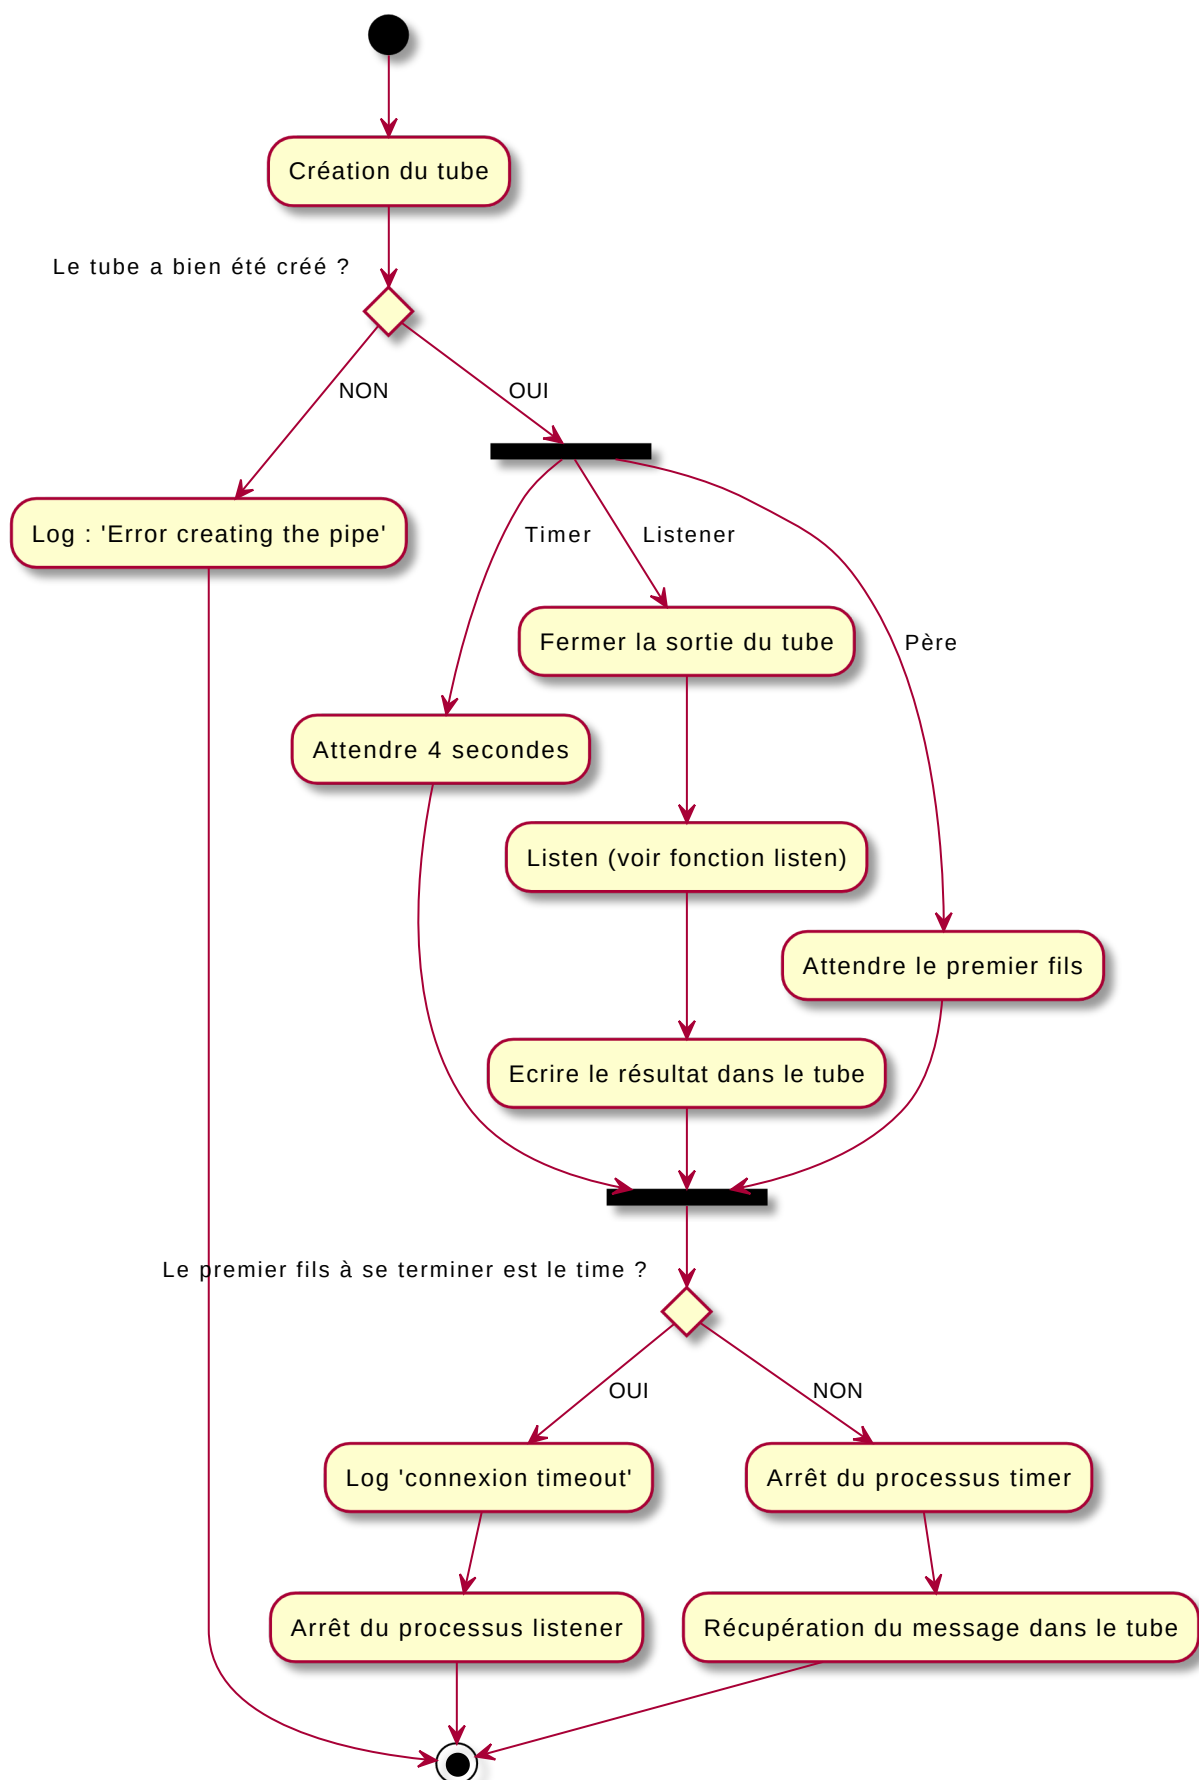 Création du tube
Le tube a bien été créé ?
NON
OUI
Log : 'Error creating the pipe'
Timer
Listener
Fermer la sortie du tube
Père
Attendre 4 secondes
Listen (voir fonction listen)
Attendre le premier fils
Ecrire le résultat dans le tube
Le premier fils à se terminer est le time ?
OUI
NON
Log 'connexion timeout'
Arrêt du processus timer
Arrêt du processus listener
Récupération du message dans le tube